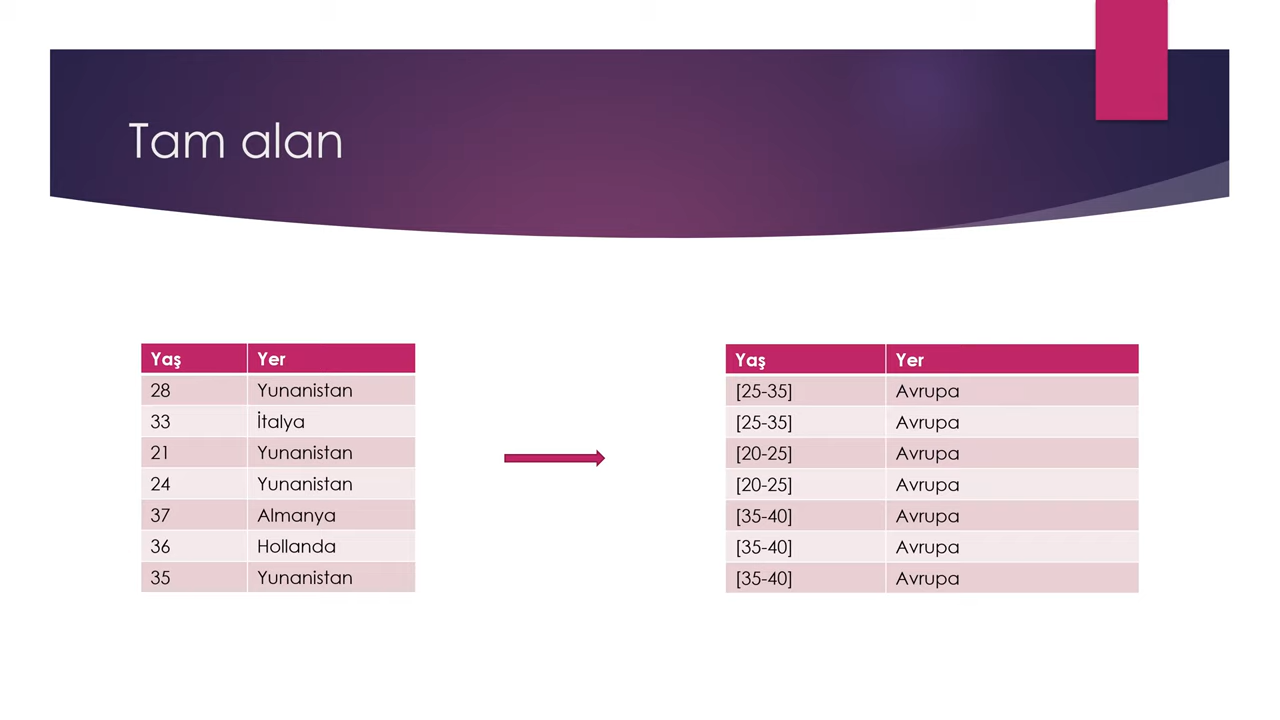 Tam alan
Yaş Yer
28 Yunanistan
33 İtalya
21 Yunanistan
24 Yunanistan
37 Almanya
36 Hollanda
35 Yunanistan
Yaş Yer
[25-35] Avrupa
[25-35] Avrupa
[20-25] Avrupa
[20-25] Avrupa
[35-40] Avrupa
[35-40] Avrupa
[35-40] Avrupa